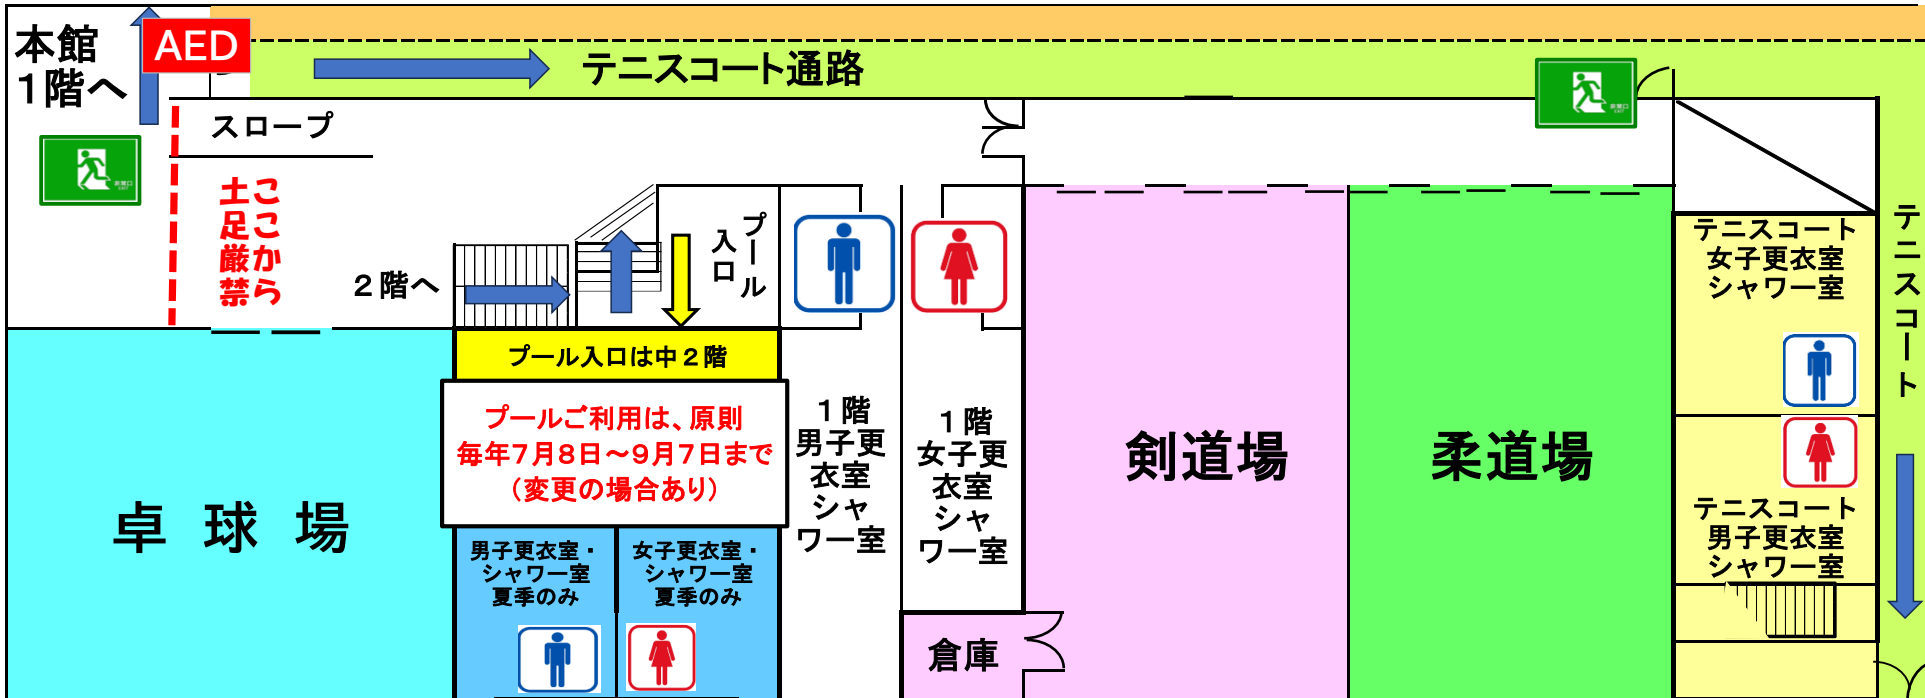 本館
１階へ
AED
テニスコート通路
スロープ
ここから
土足厳禁
２階へ
プール
入口
プール入口は中２階
プールご利用は、原則
毎年7月8日～9月7日まで
（変更の場合あり）
卓球場
男子更衣室・
シャワー室
夏季のみ
女子更衣室・
シャワー室
夏季のみ
１階
男子更
衣室
シャ
ワー室
１階
女子更
衣室
シャ
ワー室
倉庫
剣道場
柔道場
テニスコート
女子更衣室
シャワー室
テニスコート
男子更衣室
シャワー室
テニスコート